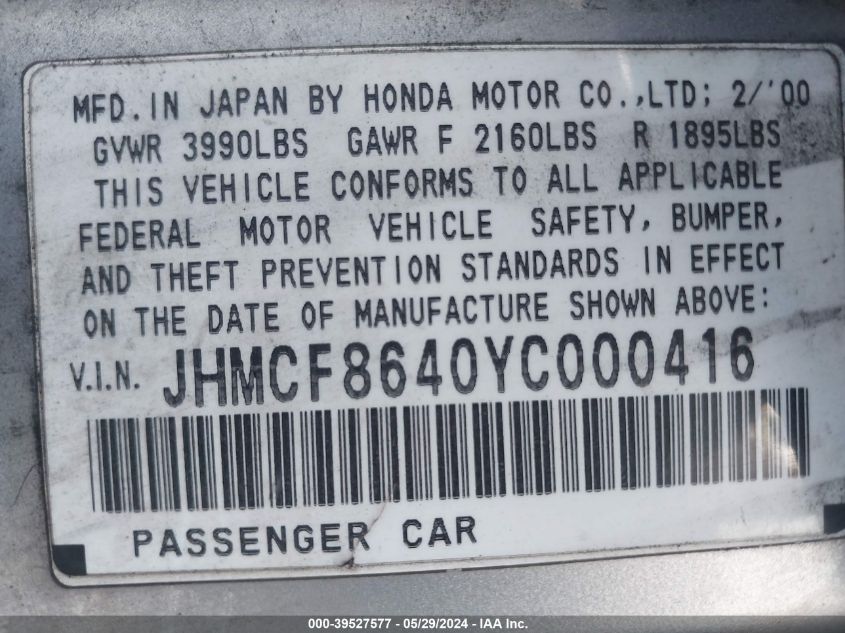 MFD. IN JAPAN BY HONDA MOTOR CO.,LTD; 2/'00
GVWR 3990LBS GAWR F 2160LBS R 1895LBS
THIS VEHICLE CONFORMS TO ALL APPLICABLE
FEDERAL MOTOR VEHICLE SAFETY, BUMPER,
AND THEFT PREVENTION STANDARDS IN EFFECT
ON THE DATE OF MANUFACTURE SHOWN ABOVE:
V.I.N. JHMCF8640YC000416
PASSENGER CAR
000-39527577 - 05/29/2024 - IAA Inc.